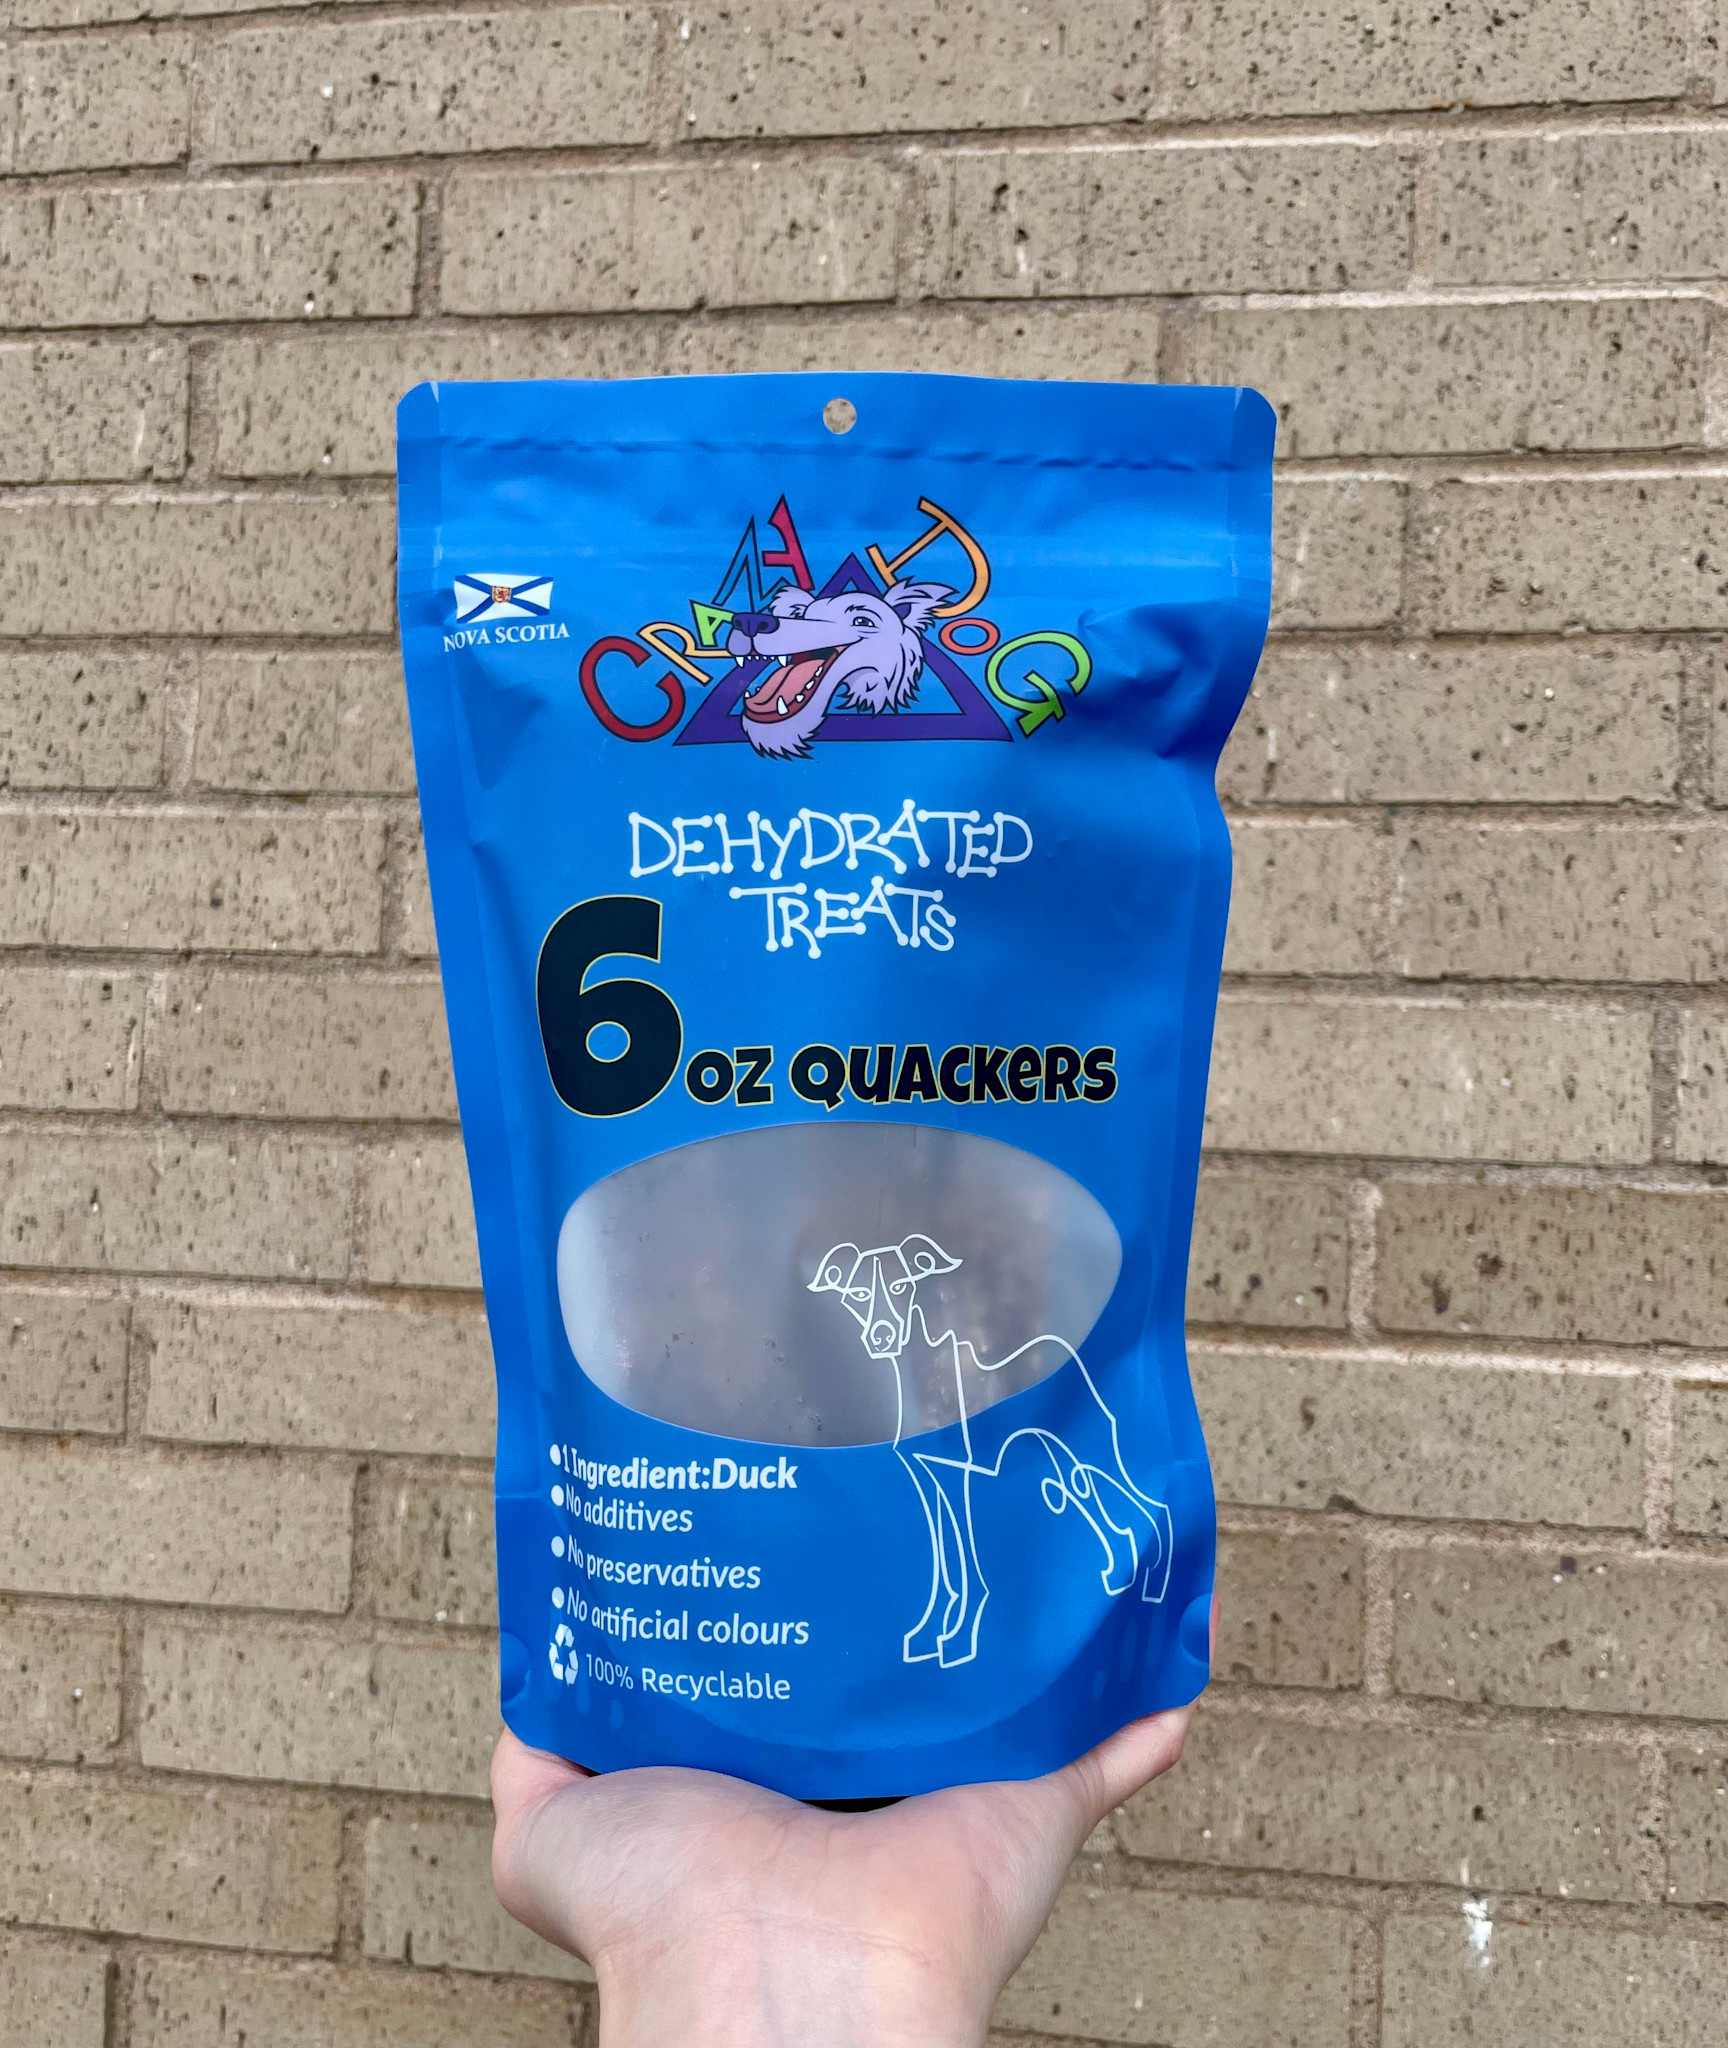 CRANKY DOG
NOVA SCOTIA
DEHYDRATED
TREATS
6 oz QUACKERS
1 Ingredient:Duck
No additives
No preservatives
No artificial colours
100% Recyclable